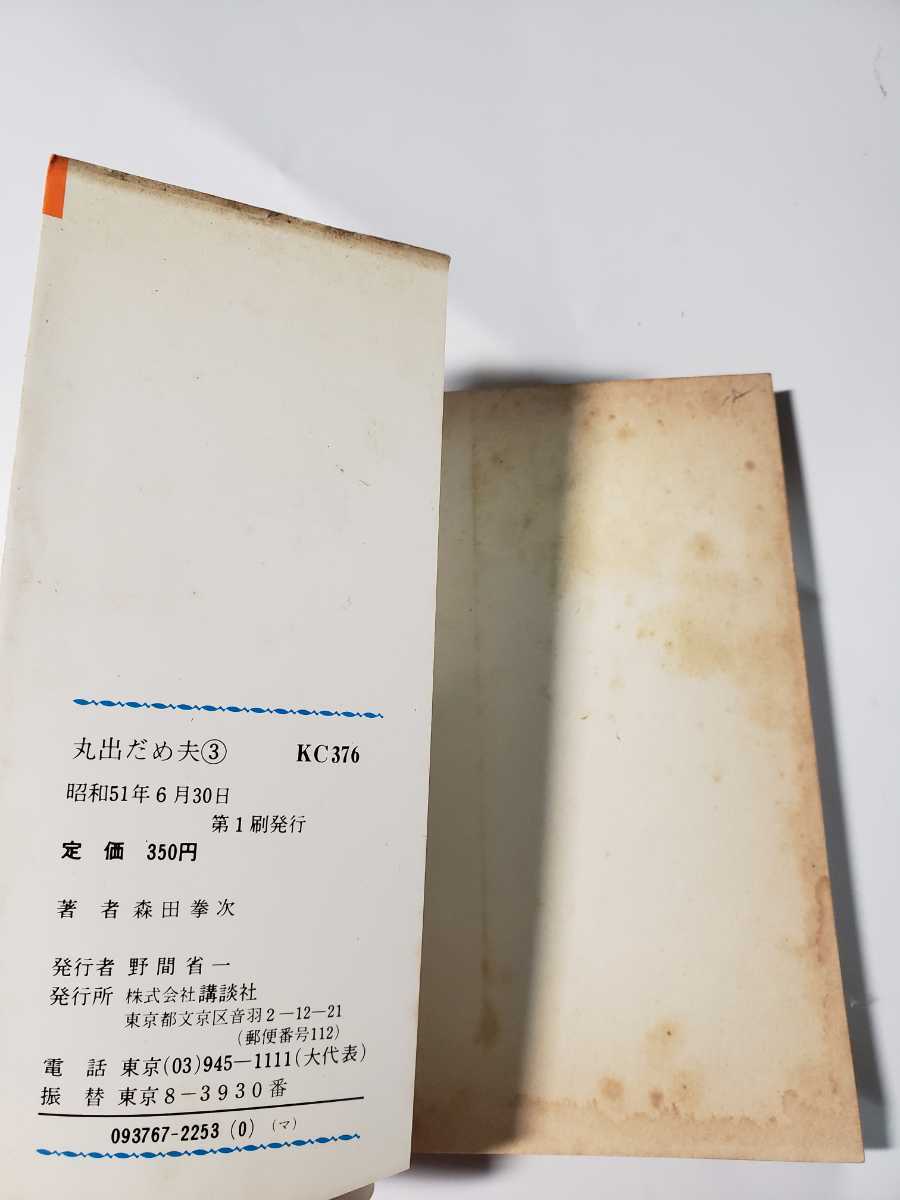 丸出だめ夫③ KC376
昭和51年6月30日
第1刷発行
定 価 350円
著 者 森田拳次
発行者 野間省一
発行所 株式会社講談社
東京都文京区音羽2―12―21
(郵便番号112)
電 話 東京(03)945―1111(大代表)
振 替 東京8―3930番
093767-2253 (0) (マ)